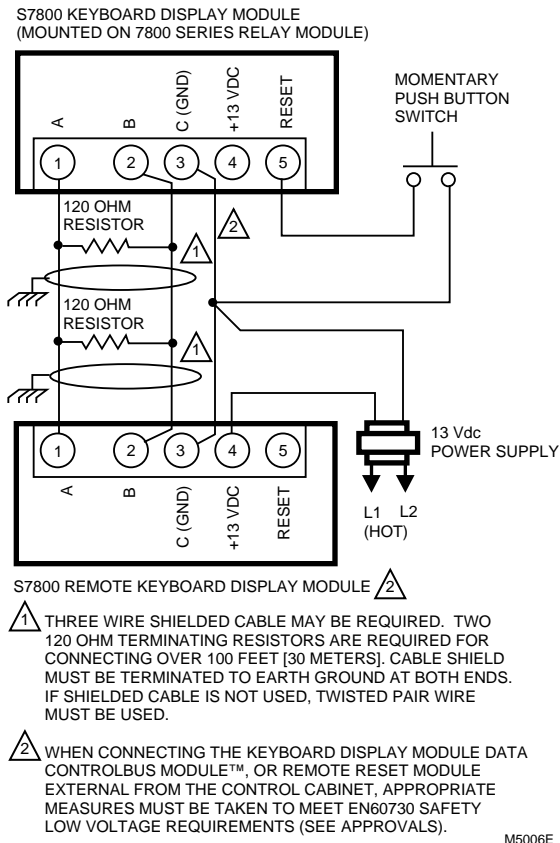 S7800 KEYBOARD DISPLAY MODULE
(MOUNTED ON 7800 SERIES RELAY MODULE)
MOMENTARY
PUSH BUTTON
SWITCH
A
B
C (GND)
+13 VDC
RESET
1
2
3
4
5
120 OHM
RESISTOR
1
2
120 OHM
RESISTOR
1
1
2
3
4
5
A
B
C (GND)
+13 VDC
RESET
13 Vdc
POWER SUPPLY
L1
(HOT)
L2
S7800 REMOTE KEYBOARD DISPLAY MODULE 2
1 THREE WIRE SHIELDED CABLE MAY BE REQUIRED. TWO
120 OHM TERMINATING RESISTORS ARE REQUIRED FOR
CONNECTING OVER 100 FEET [30 METERS]. CABLE SHIELD
MUST BE TERMINATED TO EARTH GROUND AT BOTH ENDS.
IF SHIELDED CABLE IS NOT USED, TWISTED PAIR WIRE
MUST BE USED.
2 WHEN CONNECTING THE KEYBOARD DISPLAY MODULE DATA
CONTROLBUS MODULE™, OR REMOTE RESET MODULE
EXTERNAL FROM THE CONTROL CABINET, APPROPRIATE
MEASURES MUST BE TAKEN TO MEET EN60730 SAFETY
LOW VOLTAGE REQUIREMENTS (SEE APPROVALS).
M5006E